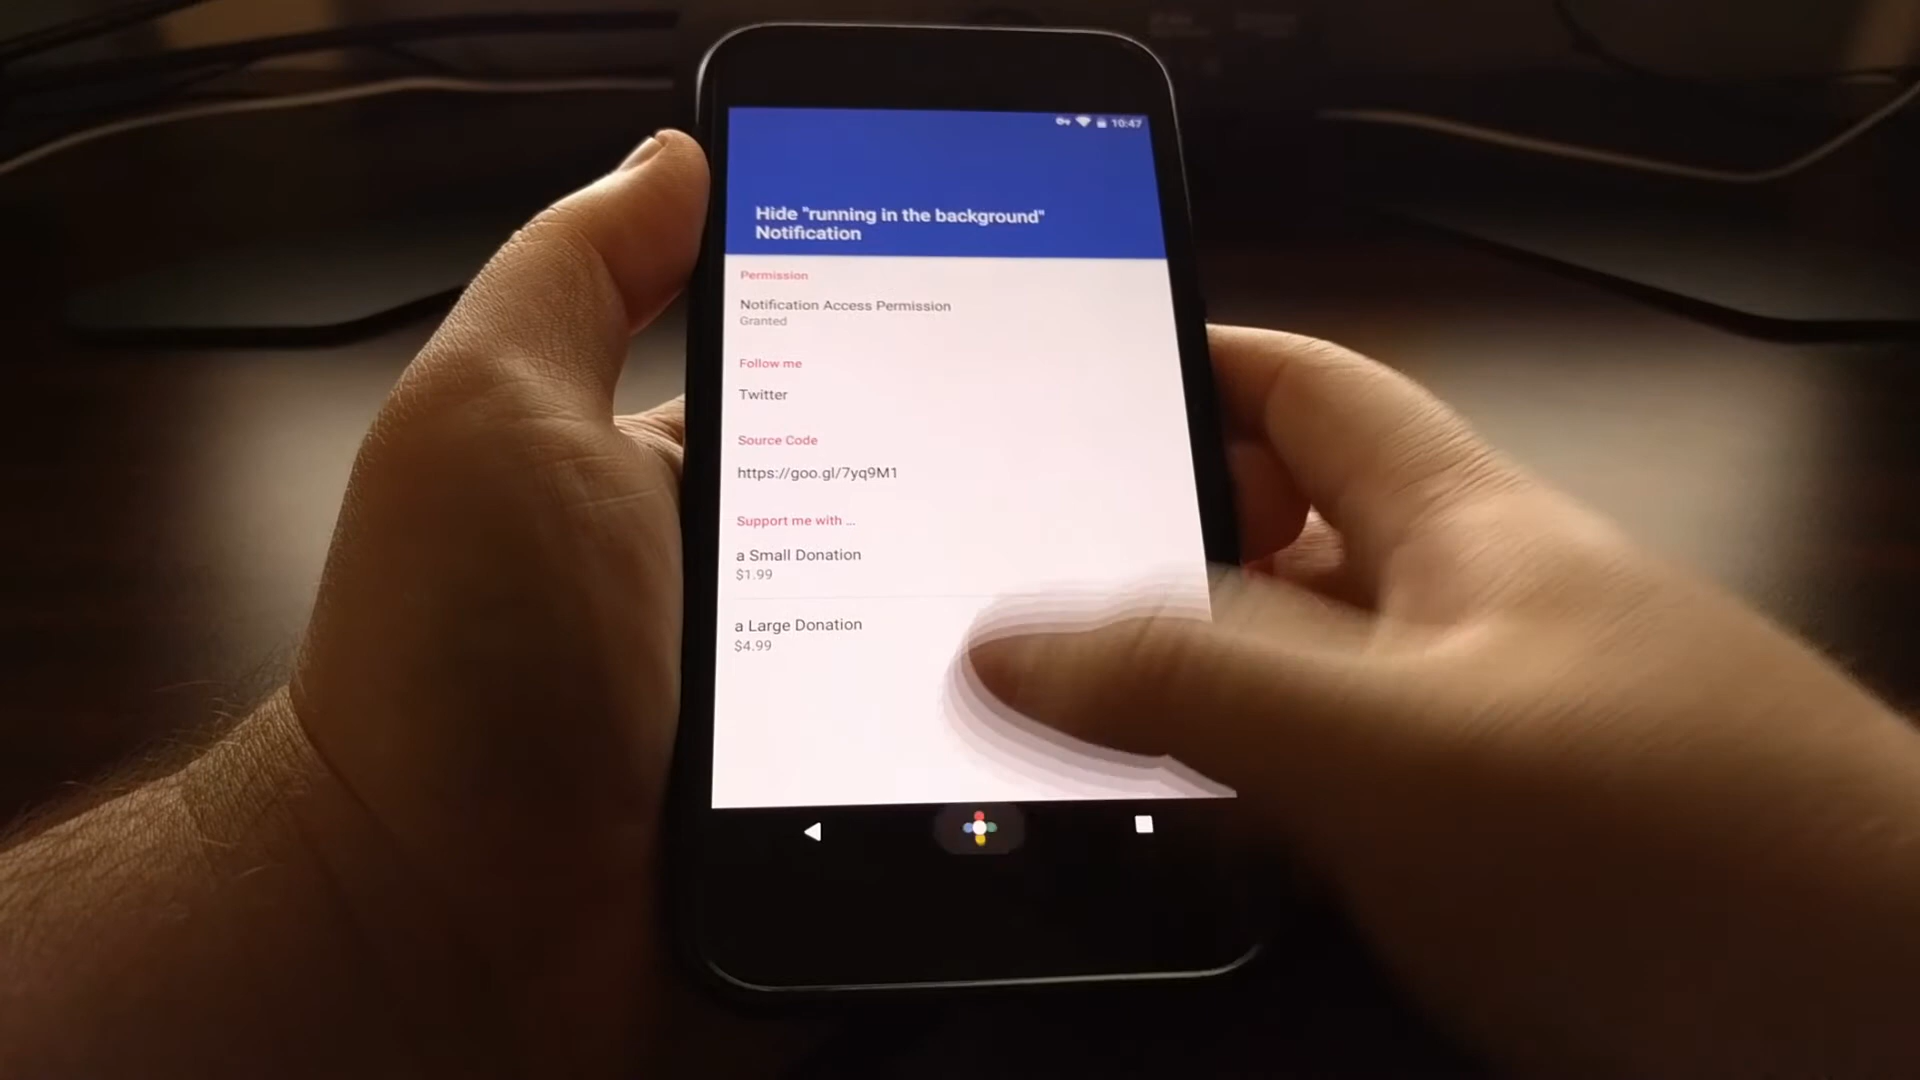 10:47
Hide "running in the background"
Notification
Permission
Notification Access Permission
Granted
Follow me
Twitter
Source Code
https://goo.gl/7yq9M1
Support me with ...
a Small Donation
$1.99
a Large Donation
$4.99